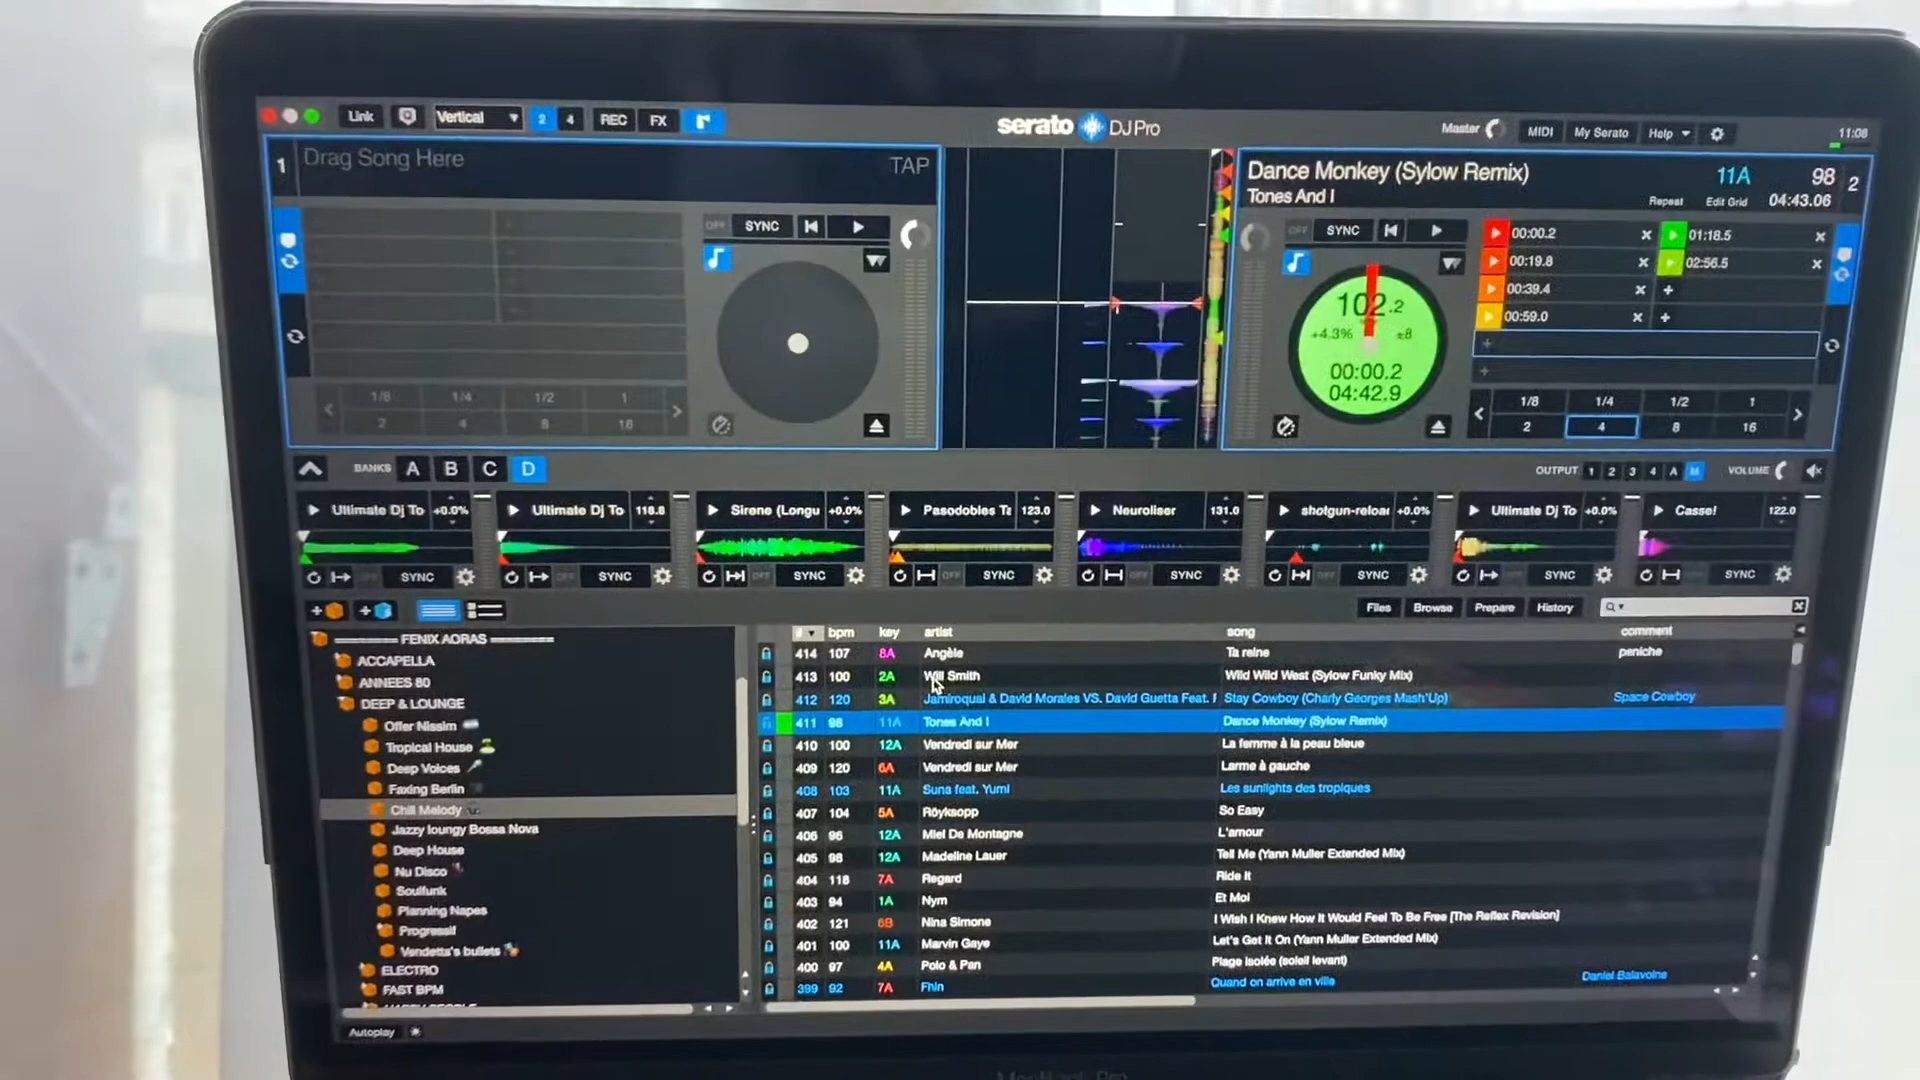 Link Vertical 2 4 REC FX serato DJ Pro Master MIDI My Serato Help 11:08
1 Drag Song Here TAP
SYNC
1/8 1/4 1/2 1
2 4 8 16
Dance Monkey (Sylow Remix) 11A 98 2
Tones And I Repeat Edit Grid 04:43.06
OFF SYNC
102.2
+4.3% ±8
00:00.2
04:42.9
00:00.2 01:18.5
00:19.8 02:56.5
00:39.4
00:59.0
1/8 1/4 1/2 1
2 4 8 16
BANKS A B C D OUTPUT 1 2 3 4 A M VOLUME
Ultimate Dj To +0.0% Ultimate Dj To 118.8 Sirene (Longu +0.0% Pasodobles Ta 123.0 Neuroliser 131.0 shotgun-reloa +0.0% Ultimate Dj To +0.0% Casse! 122.0
SYNC SYNC SYNC SYNC SYNC SYNC SYNC SYNC
Files Browse Prepare History
FENIX AORAS
ACCAPELLA
ANNEES 80
DEEP & LOUNGE
Offer Nissim
Tropical House
Deep Voices
Faxing Berlin
Chill Melody
Jazzy loungy Bossa Nova
Deep House
Nu Disco
Soulfunk
Planning Napes
Progressif
Vendetta's bullets
ELECTRO
FAST BPM
# bpm key artist song comment
414 107 8A Angèle Ta reine peniche
413 100 2A Will Smith Wild Wild West (Sylow Funky Mix)
412 120 3A Jamiroquai & David Morales VS. David Guetta Feat. Stay Cowboy (Charly Georges Mash'Up) Space Cowboy
411 98 11A Tones And I Dance Monkey (Sylow Remix)
410 100 12A Vendredi sur Mer La femme à la peau bleue
409 120 6A Vendredi sur Mer Larme à gauche
408 103 11A Suna feat. Yumi Les sunlights des tropiques
407 104 5A Röyksopp So Easy
406 96 12A Miel De Montagne L'amour
405 98 12A Madeline Lauer Tell Me (Yann Muller Extended Mix)
404 118 7A Regard Ride It
403 94 1A Nym Et Moi
402 121 6B Nina Simone I Wish I Knew How It Would Feel To Be Free [The Reflex Revision]
401 100 11A Marvin Gaye Let's Get It On (Yann Muller Extended Mix)
400 97 4A Polo & Pan Plage isolée (soleil levant)
399 92 7A Fhin Quand on arrive en ville Daniel Balavoine
Autoplay